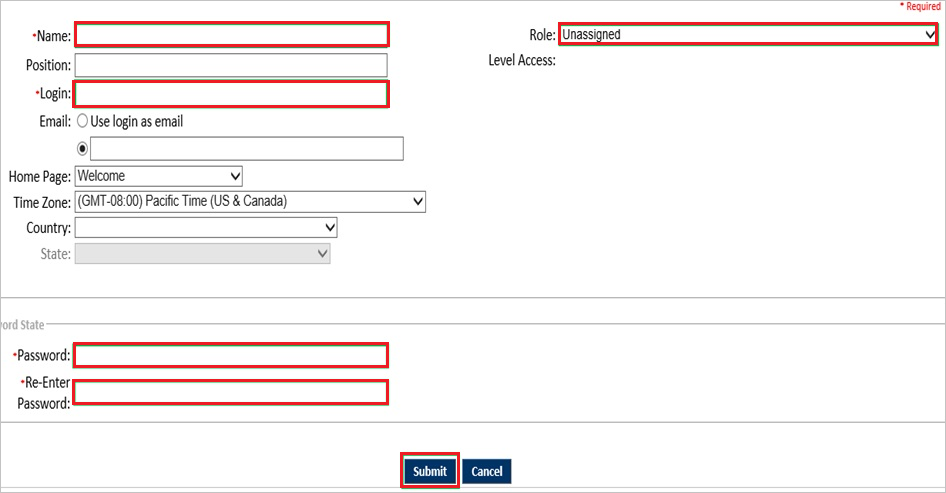 * Required
*Name:
Role: Unassigned
Position:
Level Access:
*Login:
Email: Use login as email
Home Page: Welcome
Time Zone: (GMT-08:00) Pacific Time (US & Canada)
Country:
State:
ord State
*Password:
*Re-Enter
Password:
Submit Cancel